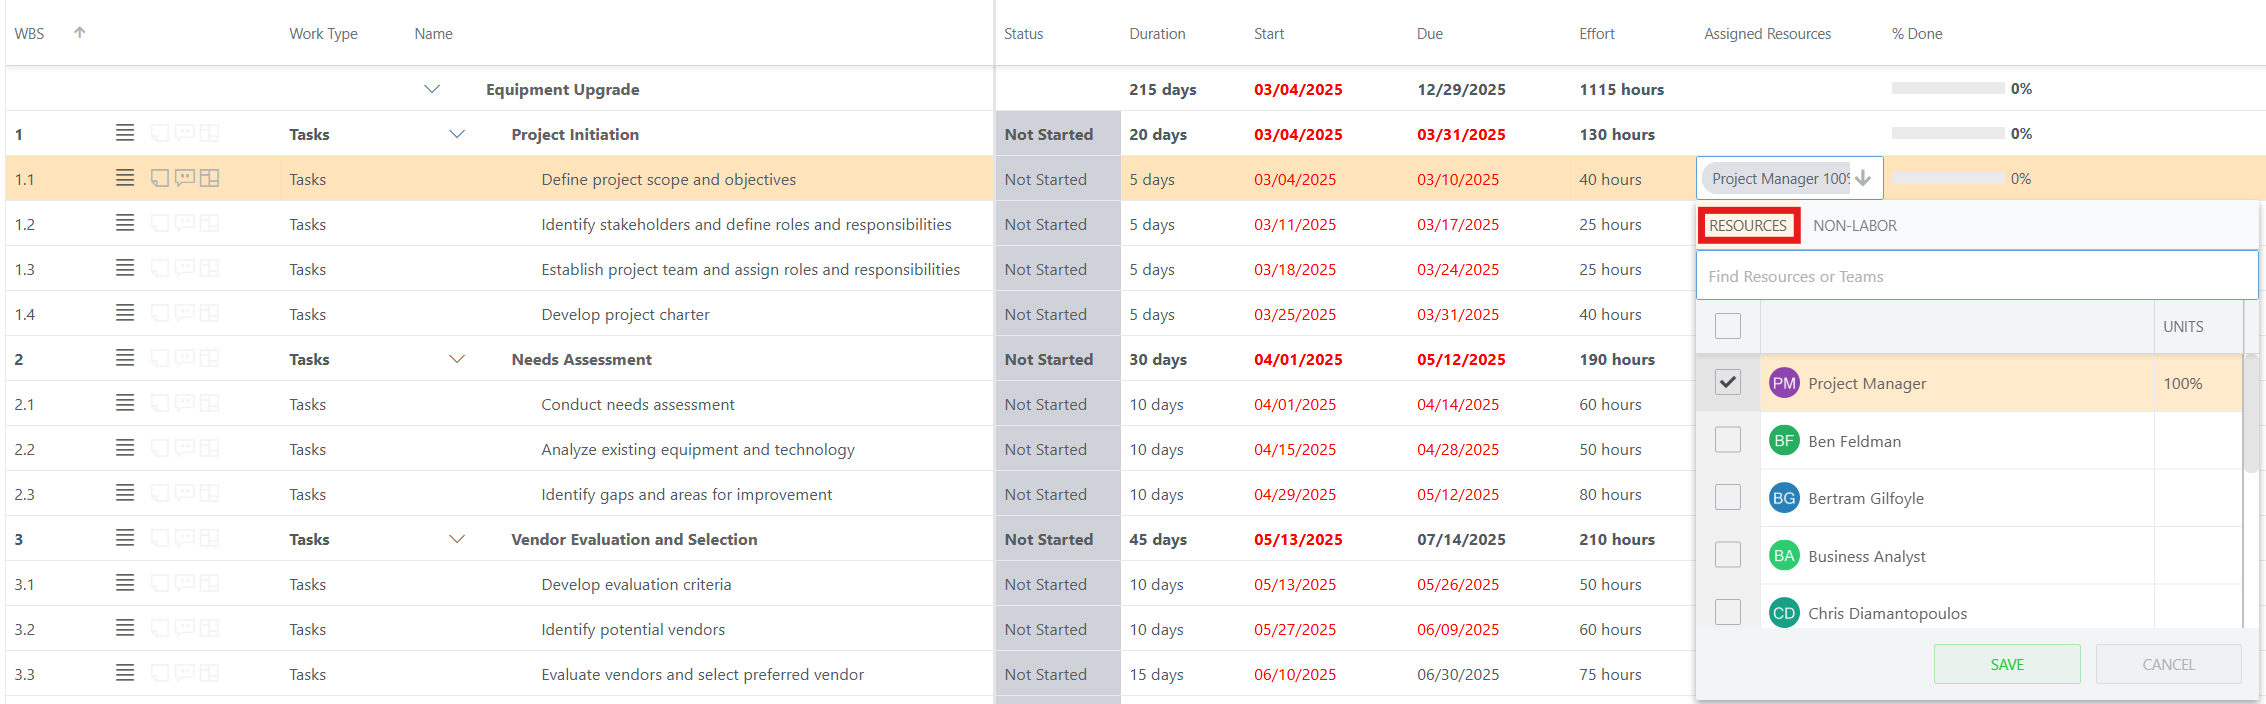 WBS Work Type Name Status Duration Start Due Effort Assigned Resources % Done
Equipment Upgrade 215 days 03/04/2025 12/29/2025 1115 hours 0%
1 Tasks Project Initiation Not Started 20 days 03/04/2025 03/31/2025 130 hours 0%
1.1 Tasks Define project scope and objectives Not Started 5 days 03/04/2025 03/10/2025 40 hours Project Manager 100% 0%
1.2 Tasks Identify stakeholders and define roles and responsibilities Not Started 5 days 03/11/2025 03/17/2025 25 hours RESOURCES NON-LABOR
1.3 Tasks Establish project team and assign roles and responsibilities Not Started 5 days 03/18/2025 03/24/2025 25 hours Find Resources or Teams
1.4 Tasks Develop project charter Not Started 5 days 03/25/2025 03/31/2025 40 hours UNITS
2 Tasks Needs Assessment Not Started 30 days 04/01/2025 05/12/2025 190 hours Project Manager 100%
PM
2.1 Tasks Conduct needs assessment Not Started 10 days 04/01/2025 04/14/2025 60 hours
2.2 Tasks Analyze existing equipment and technology Not Started 10 days 04/15/2025 04/28/2025 50 hours BF Ben Feldman
2.3 Tasks Identify gaps and areas for improvement Not Started 10 days 04/29/2025 05/12/2025 80 hours BG Bertram Gilfoyle
3 Tasks Vendor Evaluation and Selection Not Started 45 days 05/13/2025 07/14/2025 210 hours BA Business Analyst
3.1 Tasks Develop evaluation criteria Not Started 10 days 05/13/2025 05/26/2025 50 hours
3.2 Tasks Identify potential vendors Not Started 10 days 05/27/2025 06/09/2025 60 hours CD Chris Diamantopoulos
3.3 Tasks Evaluate vendors and select preferred vendor Not Started 15 days 06/10/2025 06/30/2025 75 hours SAVE CANCEL